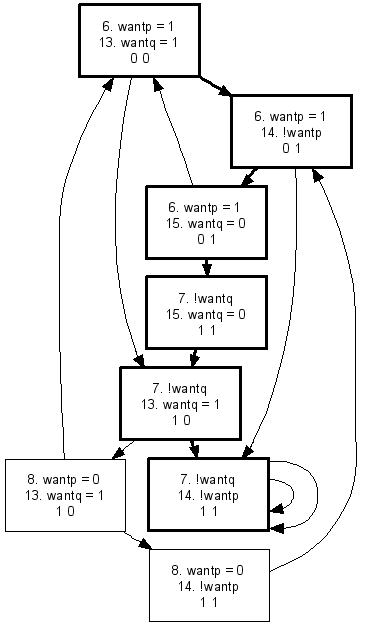 6. wantp = 1
13. wantq = 1
0 0
6. wantp = 1
14. !wantp
0 1
6. wantp = 1
15. wantq = 0
0 1
7. !wantq
15. wantq = 0
1 1
7. !wantq
13. wantq = 1
1 0
8. wantp = 0
13. wantq = 1
1 0
7. !wantq
14. !wantp
1 1
8. wantp = 0
14. !wantp
1 1